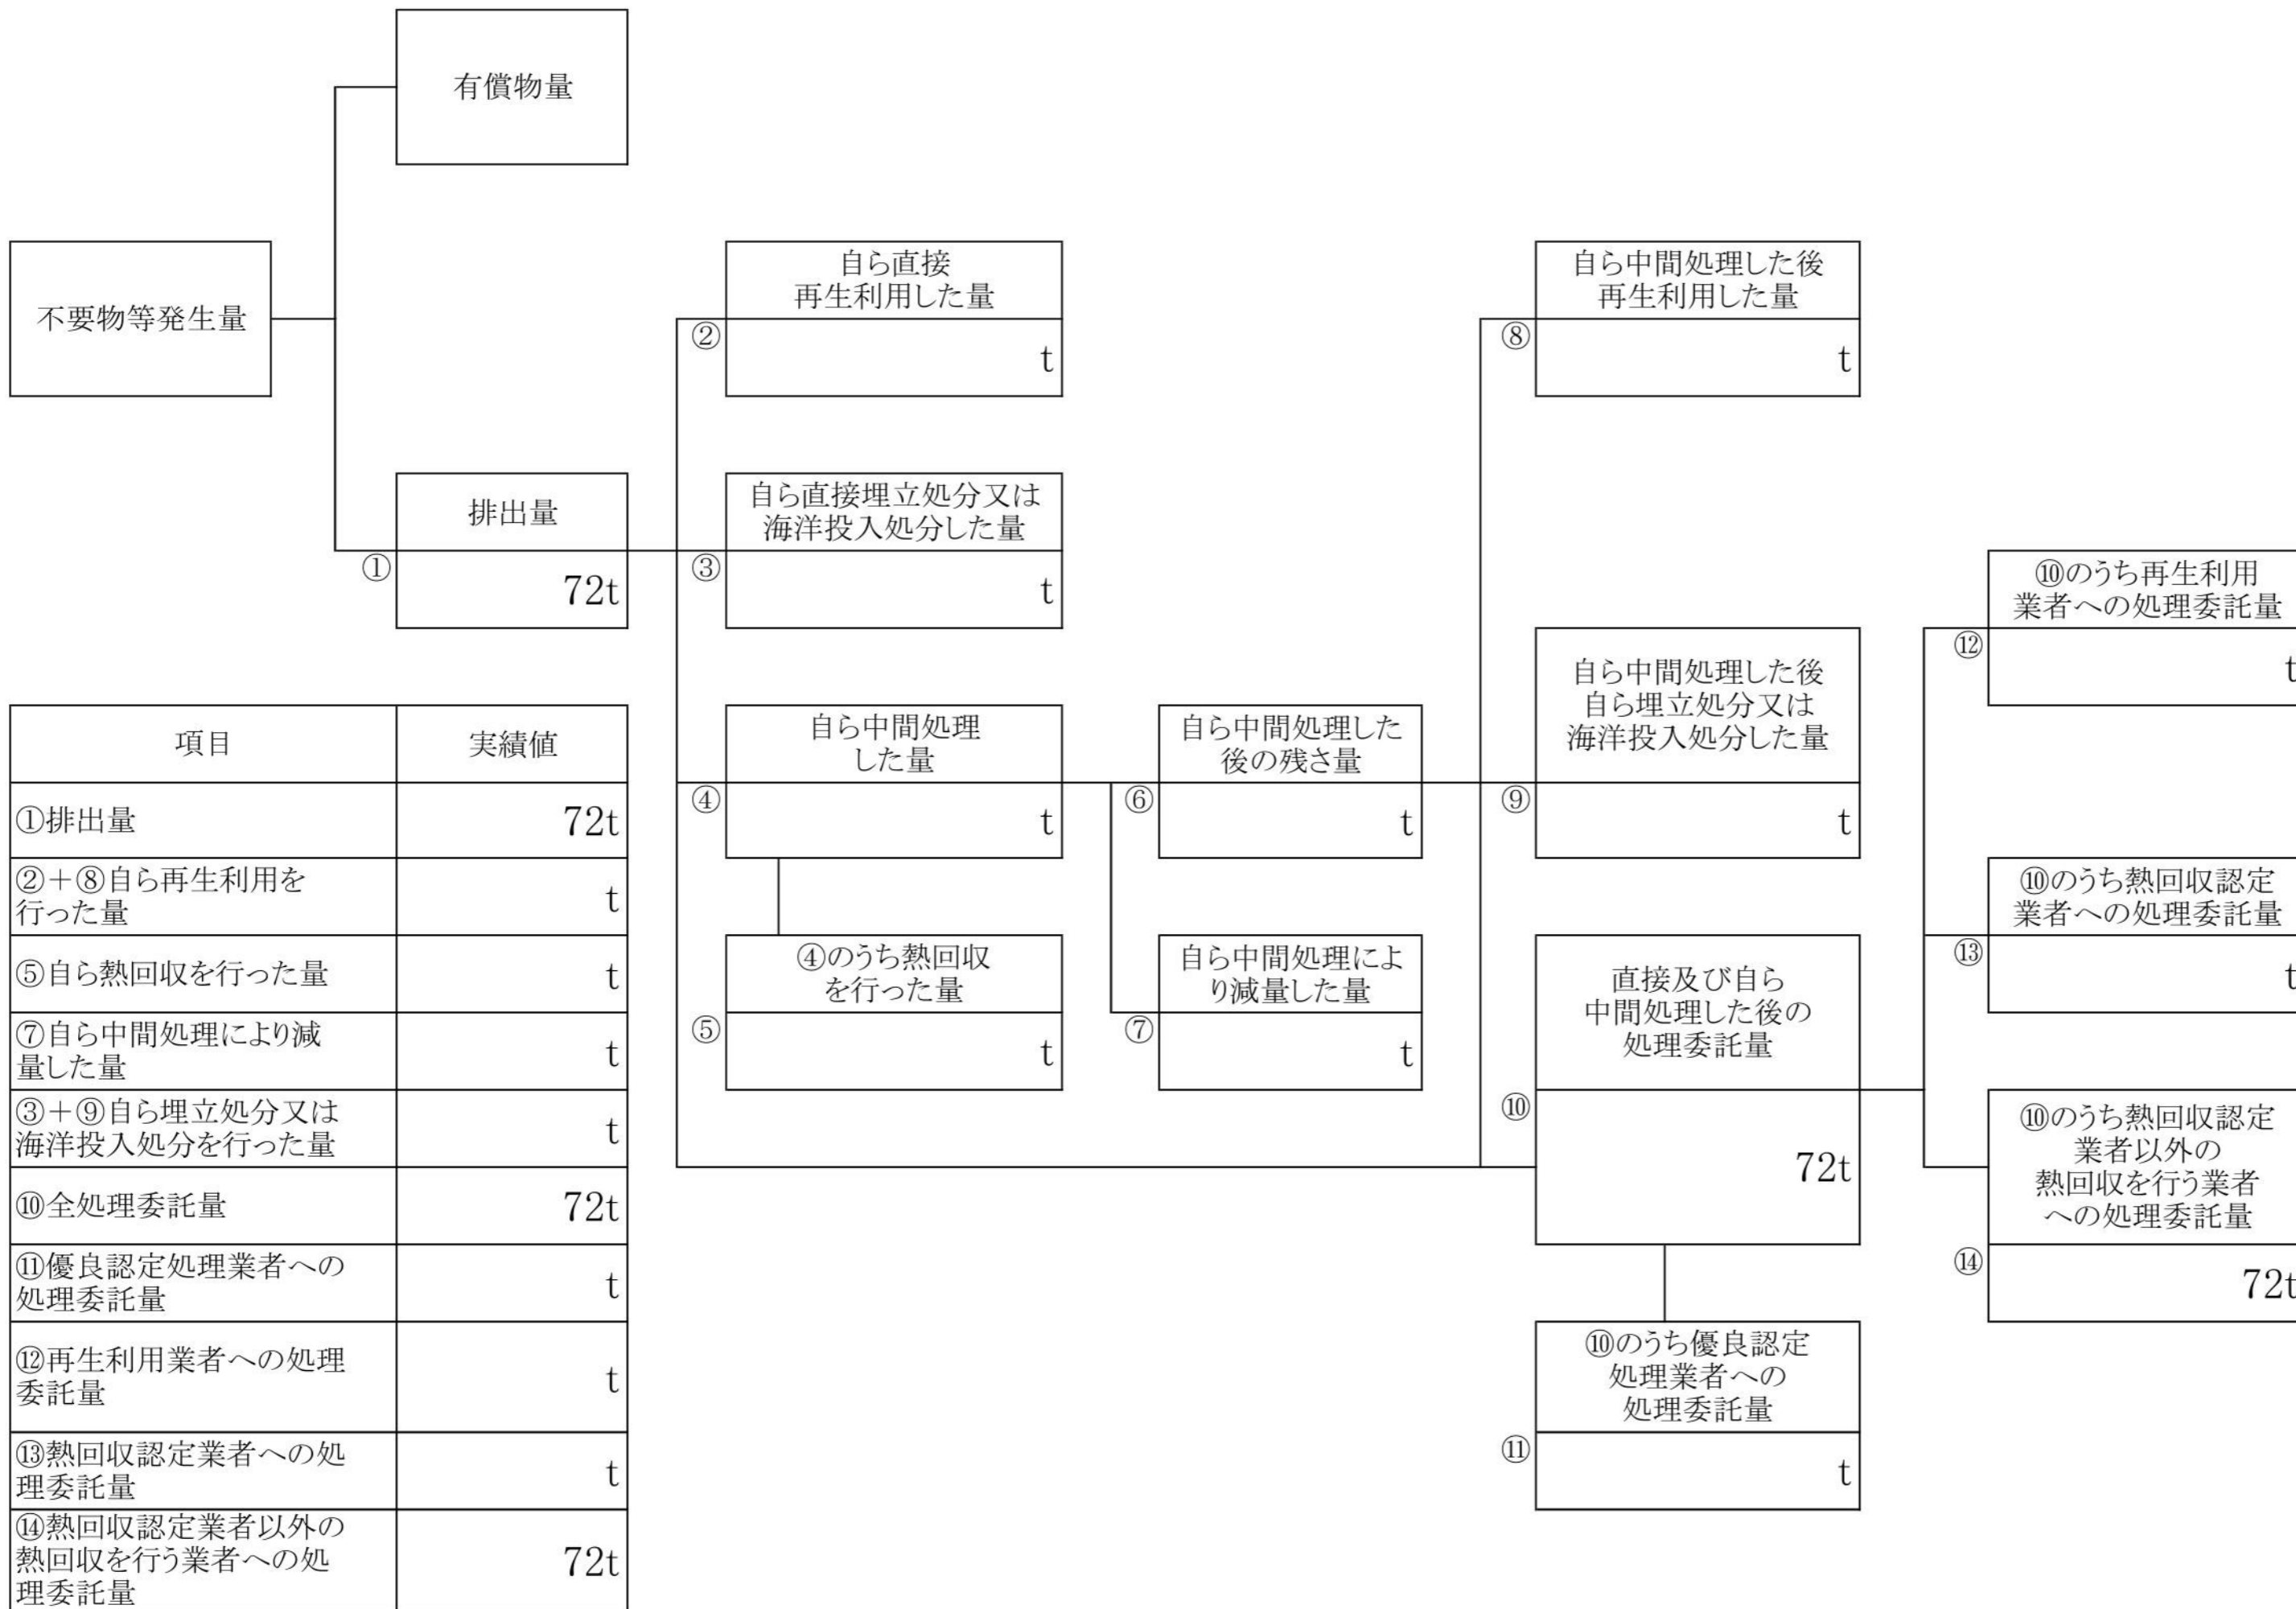 有償物量
不要物等発生量
自ら直接
再生利用した量
②
t
自ら中間処理した後
再生利用した量
⑧
t
排出量
①
72t
自ら直接埋立処分又は
海洋投入処分した量
③
t
⑩のうち再生利用
業者への処理委託量
⑫
t
自ら中間処理
した量
④
t
自ら中間処理した
後の残さ量
⑥
t
自ら中間処理した後
自ら埋立処分又は
海洋投入処分した量
⑨
t
⑩のうち熱回収認定
業者への処理委託量
⑬
t
④のうち熱回収
を行った量
⑤
t
自ら中間処理によ
り減量した量
⑦
t
直接及び自ら
中間処理した後の
処理委託量
⑩
72t
⑩のうち熱回収認定
業者以外の
熱回収を行う業者
への処理委託量
⑭
72t
⑩のうち優良認定
処理業者への
処理委託量
⑪
t
項目 実績値
①排出量 72t
②＋⑧自ら再生利用を
行った量 t
⑤自ら熱回収を行った量 t
⑦自ら中間処理により減
量した量 t
③＋⑨自ら埋立処分又は
海洋投入処分を行った量 t
⑩全処理委託量 72t
⑪優良認定処理業者への
処理委託量 t
⑫再生利用業者への処理
委託量 t
⑬熱回収認定業者への処
理委託量 t
⑭熱回収認定業者以外の
熱回収を行う業者への処
理委託量 72t